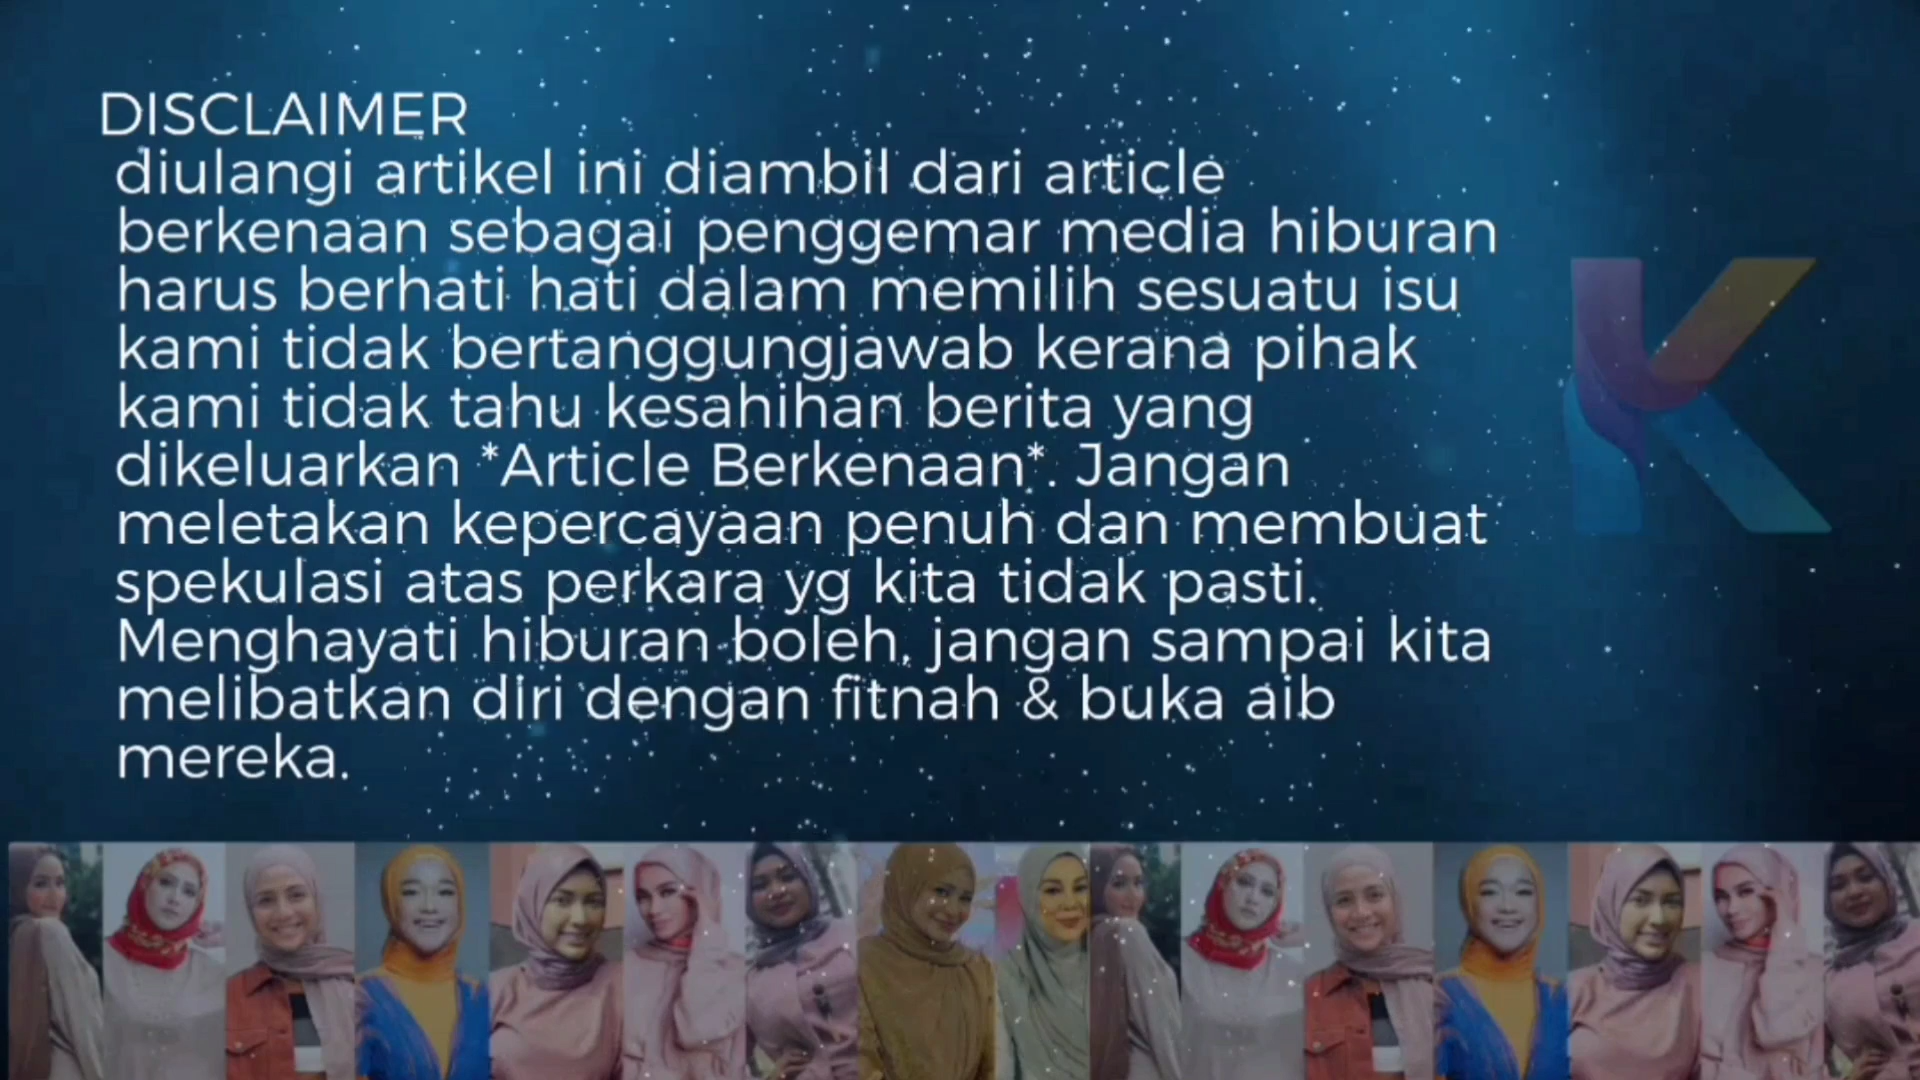 DISCLAIMER
diulangi artikel ini diambil dari article
berkenaan sebagai penggemar media hiburan
harus berhati hati dalam memilih sesuatu isu
kami tidak bertanggungjawab kerana pihak
kami tidak tahu kesahihan berita yang
dikeluarkan *Article Berkenaan*. Jangan
meletakan kepercayaan penuh dan membuat
spekulasi atas perkara yg kita tidak pasti.
Menghayati hiburan boleh, jangan sampai kita
melibatkan diri dengan fitnah & buka aib
mereka.
K